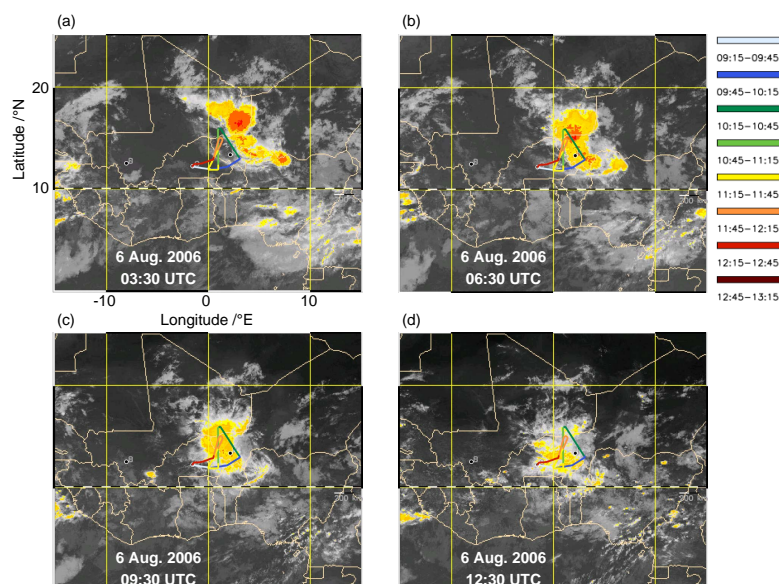 (a)
(b)
20
10
Latitude /°N
6 Aug. 2006
03:30 UTC
6 Aug. 2006
06:30 UTC
-10
0
10
Longitude /°E
(c)
(d)
6 Aug. 2006
09:30 UTC
6 Aug. 2006
12:30 UTC
09:15-09:45
09:45-10:15
10:15-10:45
10:45-11:15
11:15-11:45
11:45-12:15
12:15-12:45
12:45-13:15